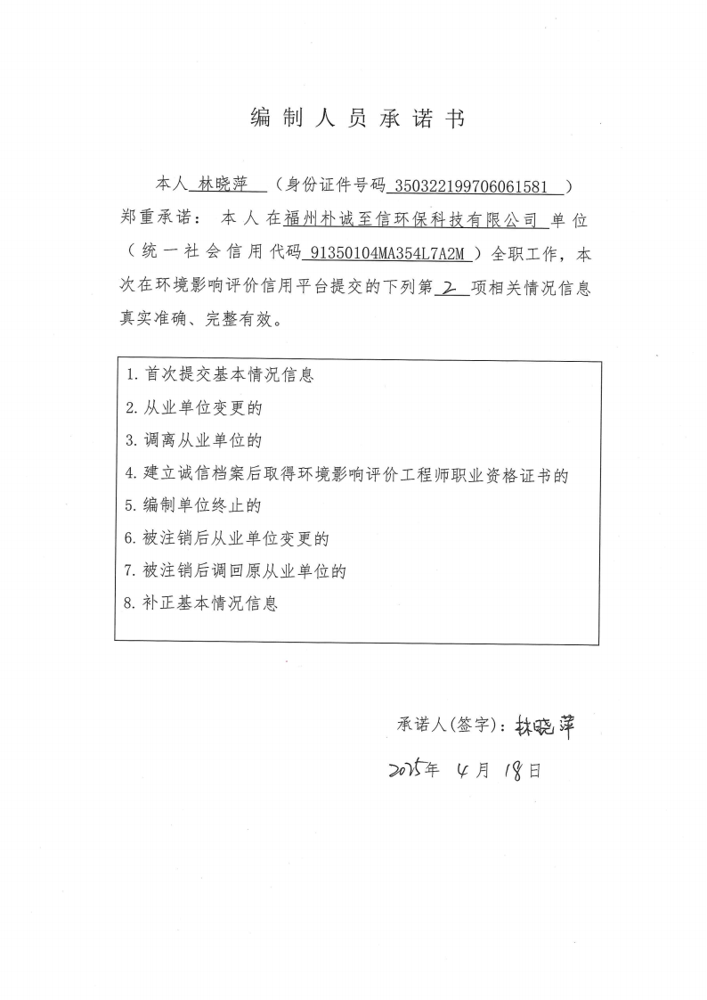 编制人员承诺书
本人 林晓萍 （身份证件号码 350322199706061581 ）
郑重承诺： 本人在福州朴诚至信环保科技有限公司 单位
（统一社会信用代码 91350104MA354L7A2M ）全职工作，本
次在环境影响评价信用平台提交的下列第 2 项相关情况信息
真实准确、完整有效。
1. 首次提交基本情况信息
2. 从业单位变更的
3. 调离从业单位的
4. 建立诚信档案后取得环境影响评价工程师职业资格证书的
5. 编制单位终止的
6. 被注销后从业单位变更的
7. 被注销后调回原从业单位的
8. 补正基本情况信息
承诺人(签字)：林晓萍
2025年 4 月 18 日